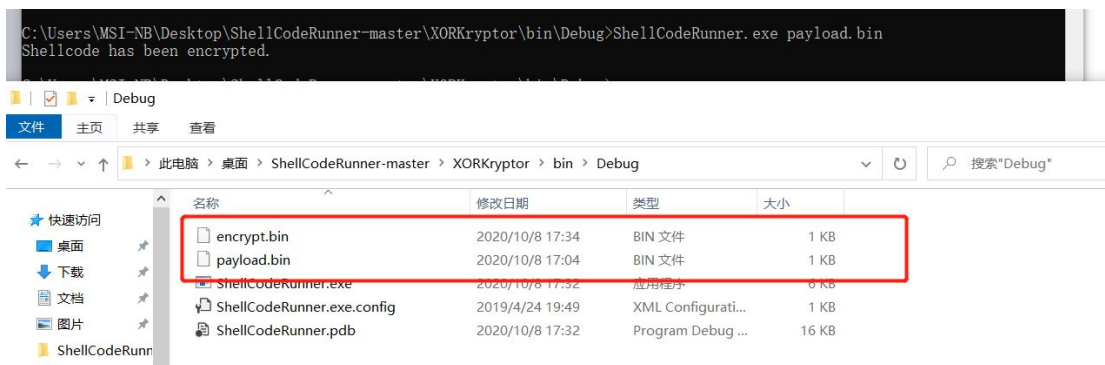 C:\Users\MSI-NB\Desktop\ShellCodeRunner-master\XORKryptor\bin\Debug>ShellCodeRunner.exe payload.bin
Shellcode has been encrypted.
Debug
文件 主页 共享 查看
此电脑 > 桌面 > ShellCodeRunner-master > XORKryptor > bin > Debug 搜索"Debug"
名称 修改日期 类型 大小
快速访问
encrypt.bin 2020/10/8 17:34 BIN 文件 1 KB
桌面
payload.bin 2020/10/8 17:04 BIN 文件 1 KB
下载
ShellCodeRunner.exe 2020/10/8 17:32 应用程序 6 KB
文档
ShellCodeRunner.exe.config 2019/4/24 19:49 XML Configurati... 1 KB
图片
ShellCodeRunner.pdb 2020/10/8 17:32 Program Debug ... 16 KB
ShellCodeRunn